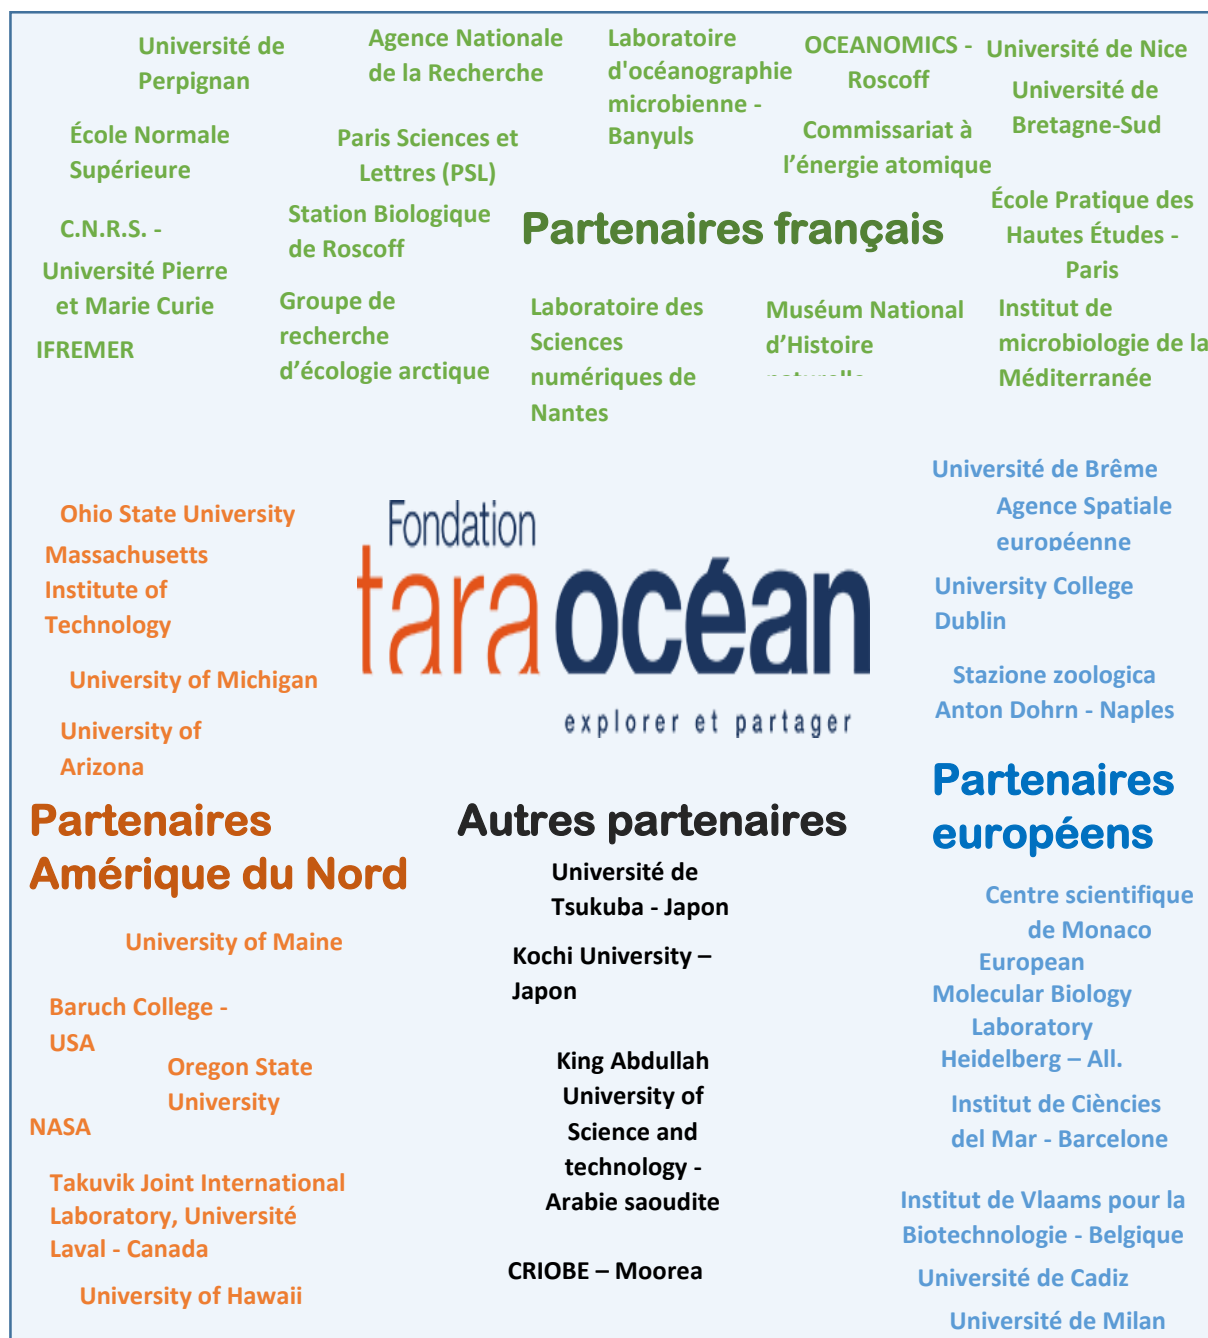 Université de
Perpignan
Agence Nationale
de la Recherche
Laboratoire
d'océanographie
microbienne -
Banyuls
OCEANOMICS -
Roscoff
Université de Nice
Université de
Bretagne-Sud
École Normale
Supérieure
Paris Sciences et
Lettres (PSL)
Commissariat à
l’énergie atomique
C.N.R.S. -
Université Pierre
et Marie Curie
IFREMER
Station Biologique
de Roscoff
Partenaires français
École Pratique des
Hautes Études -
Paris
Groupe de
recherche
d’écologie arctique
Laboratoire des
Sciences
numériques de
Nantes
Muséum National
d’Histoire
Institut de
microbiologie de la
Méditerranée
Ohio State University
Massachusetts
Institute of
Technology
University of Michigan
University of
Arizona
Fondation
tara océan
explorer et partager
Université de Brême
Agence Spatiale
européenne
University College
Dublin
Stazione zoologica
Anton Dohrn - Naples
Partenaires
Amérique du Nord
University of Maine
Baruch College -
USA
Oregon State
University
NASA
Takuvik Joint International
Laboratory, Université
Laval - Canada
University of Hawaii
Autres partenaires
Université de
Tsukuba - Japon
Kochi University –
Japon
King Abdullah
University of
Science and
technology -
Arabie saoudite
CRIOBE – Moorea
Partenaires
européens
Centre scientifique
de Monaco
European
Molecular Biology
Laboratory
Heidelberg – All.
Institut de Ciències
del Mar - Barcelone
Institut de Vlaams pour la
Biotechnologie - Belgique
Université de Cadiz
Université de Milan